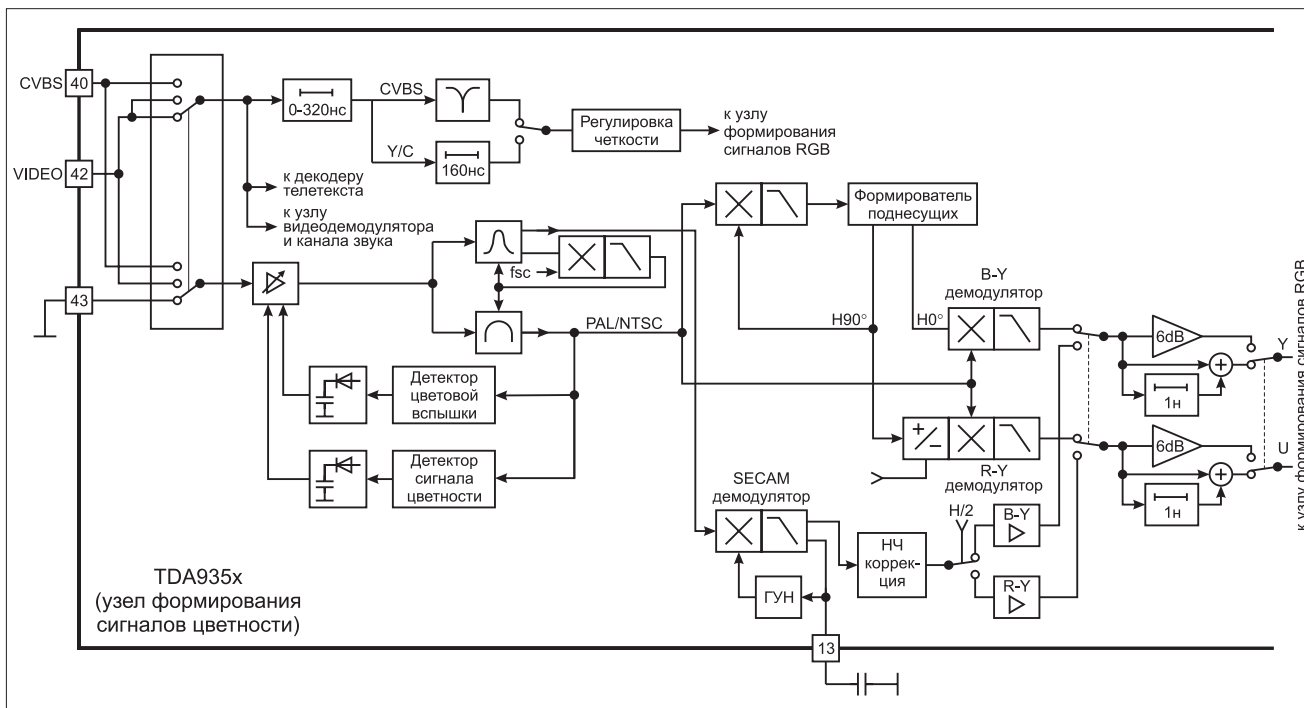 CVBS
40
VIDEO
42
43
0-320нс
CVBS
Y/C
160нс
Регулировка
четкости
к узлу
формирования
сигналов RGB
к декодеру
телетекста
к узлу
видеодемодулятора
и канала звука
fsc
PAL/NTSC
Формирователь
поднесущих
H90°
H0°
B-Y
демодулятор
6dB
Y
+
1н
+
−
R-Y
демодулятор
6dB
U
+
1н
к узлу формирования сигналов RGB
Детектор
цветовой
вспышки
Детектор
сигнала
цветности
SECAM
демодулятор
НЧ
коррек-
ция
H/2
B-Y
R-Y
ГУН
13
TDA935x
(узел формирования
сигналов цветности)